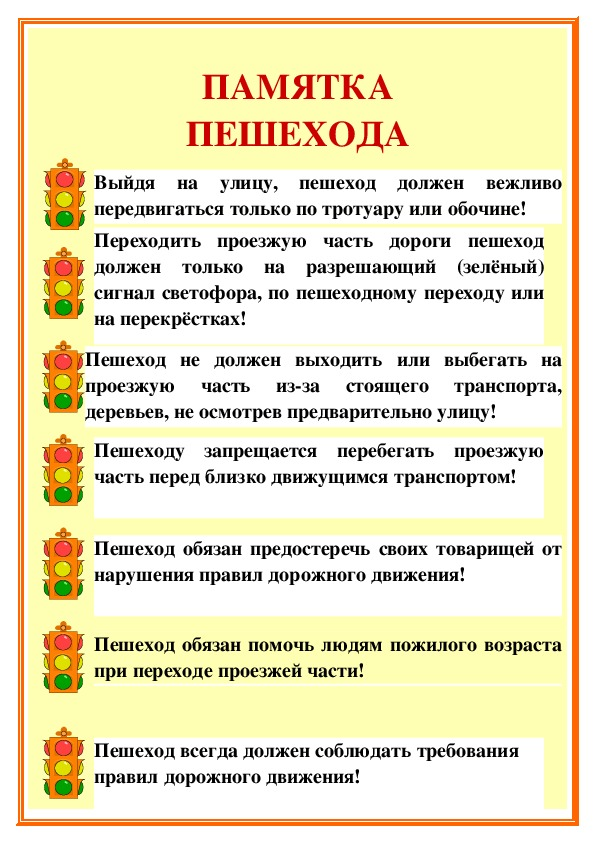 ПАМЯТКА
ПЕШЕХОДА
Выйдя на улицу, пешеход должен вежливо
передвигаться только по тротуару или обочине!
Переходить проезжую часть дороги пешеход
должен только на разрешающий (зелёный)
сигнал светофора, по пешеходному переходу или
на перекрёстках!
Пешеход не должен выходить или выбегать на
проезжую часть из-за стоящего транспорта,
деревьев, не осмотрев предварительно улицу!
Пешеходу запрещается перебегать проезжую
часть перед близко движущимся транспортом!
Пешеход обязан предостеречь своих товарищей от
нарушения правил дорожного движения!
Пешеход обязан помочь людям пожилого возраста
при переходе проезжей части!
Пешеход всегда должен соблюдать требования
правил дорожного движения!